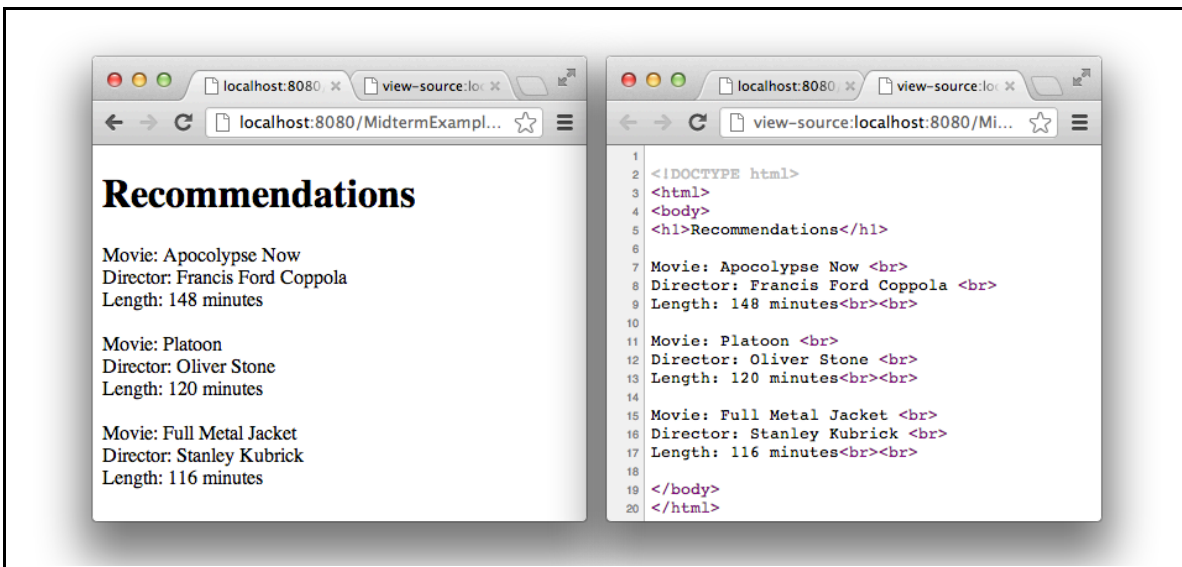 localhost:8080/ view-source:loc
localhost:8080/MidtermExampl...
Recommendations
Movie: Apocolypse Now
Director: Francis Ford Coppola
Length: 148 minutes
Movie: Platoon
Director: Oliver Stone
Length: 120 minutes
Movie: Full Metal Jacket
Director: Stanley Kubrick
Length: 116 minutes
localhost:8080/ view-source:loc
view-source:localhost:8080/Mi...
1
2 <!DOCTYPE html>
3 <html>
4 <body>
5 <h1>Recommendations</h1>
6
7 Movie: Apocolypse Now <br>
8 Director: Francis Ford Coppola <br>
9 Length: 148 minutes<br><br>
10
11 Movie: Platoon <br>
12 Director: Oliver Stone <br>
13 Length: 120 minutes<br><br>
14
15 Movie: Full Metal Jacket <br>
16 Director: Stanley Kubrick <br>
17 Length: 116 minutes<br><br>
18
19 </body>
20 </html>